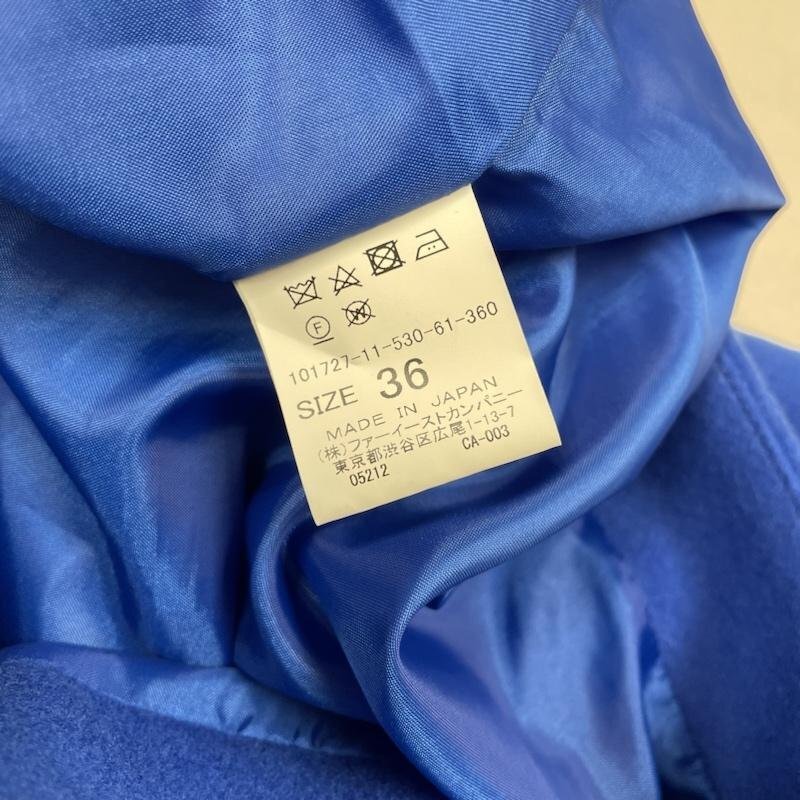 F W
101727-11-530-61-360
SIZE 36
MADE IN JAPAN
(株)ファーイーストカンパニー
東京都渋谷区広尾1-13-7
05212 CA-003